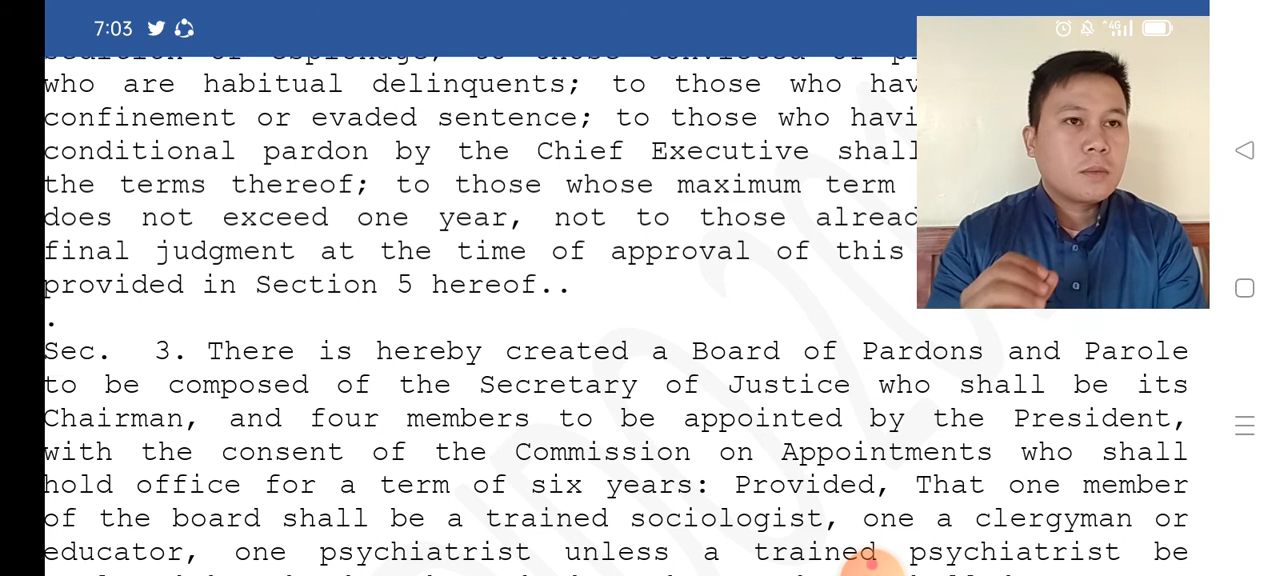 7:03
4G
who are habitual delinquents; to those who hav
confinement or evaded sentence; to those who havi
conditional pardon by the Chief Executive shall
the terms thereof; to those whose maximum term
does not exceed one year, not to those alread
final judgment at the time of approval of this
provided in Section 5 hereof..
.
Sec. 3. There is hereby created a Board of Pardons and Parole
to be composed of the Secretary of Justice who shall be its
Chairman, and four members to be appointed by the President,
with the consent of the Commission on Appointments who shall
hold office for a term of six years: Provided, That one member
of the board shall be a trained sociologist, one a clergyman or
educator, one psychiatrist unless a trained psychiatrist be